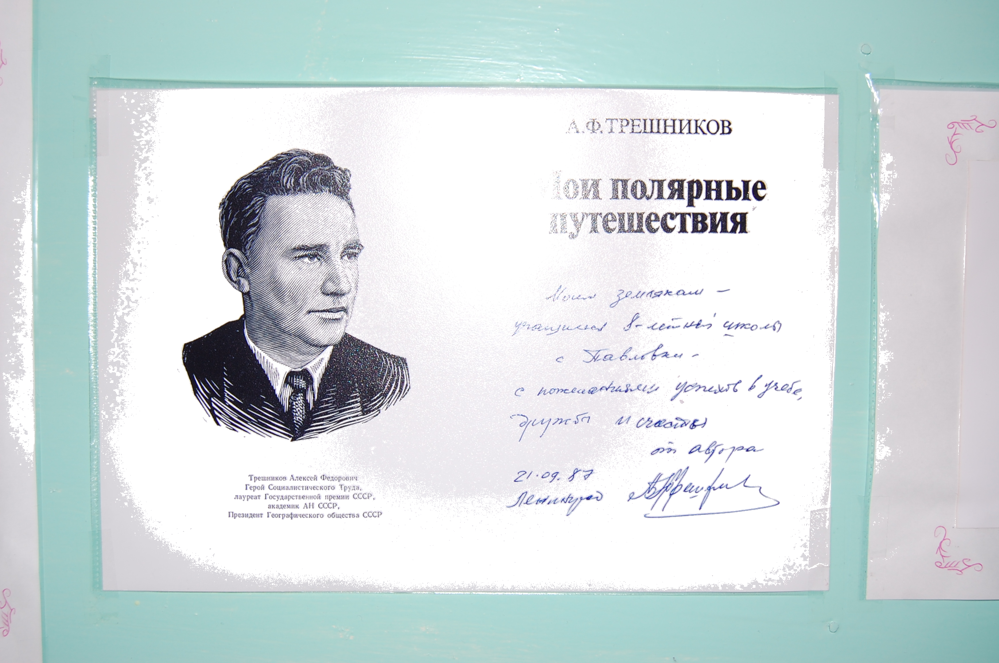 А.Ф.ТРЕШНИКОВ
Мои полярные
путешествия
Моим землякам –
учащимся 8-летней школы
с Павловки –
с пожеланиями успехов в учебе,
дружбы и счастья
от автора
21.09.87
Ленинград
Трешников Алексей Федорович
Герой Социалистического Труда,
лауреат Государственной премии СССР,
академик АН СССР,
Президент Географического общества СССР